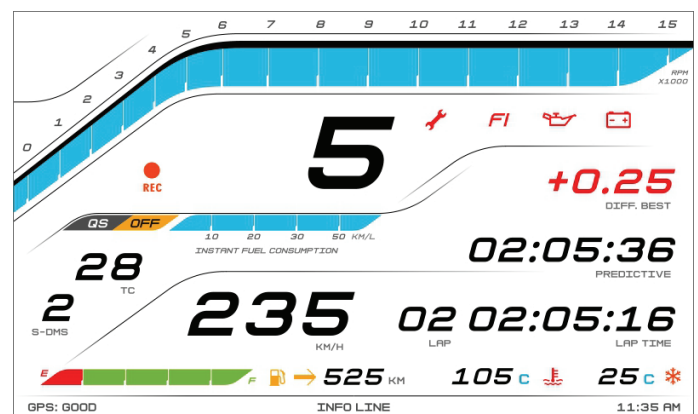 0 1 2 3 4 5 6 7 8 9 10 11 12 13 14 15
RPM
X1000
5
FI
REC
+0.25
DIFF. BEST
QS OFF
10 20 30 50 KM/L
INSTANT FUEL CONSUMPTION
28
TC
02:05:36
PREDICTIVE
2
S-DMS
235
KM/H
02 02:05:16
LAP LAP TIME
E F 525 KM 105 C 25 C
GPS: GOOD INFO LINE 11:35 AM